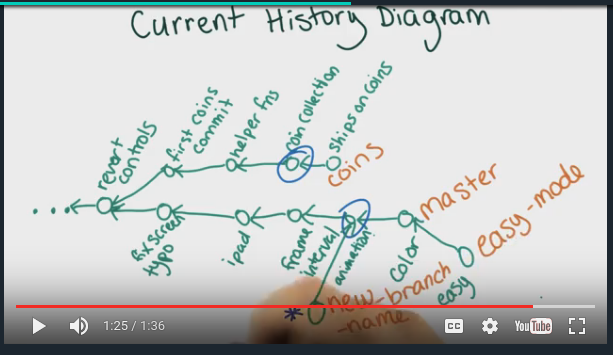 Current History Diagram
revert
controls
first coins
commit
helper fns
coin collection
ships on coins
coins
...
fix screen
typo
ipad
frame
interval
animation
color
master
easy
easy-mode
*
new-branch
-name
1:25 / 1:36
CC
YouTube